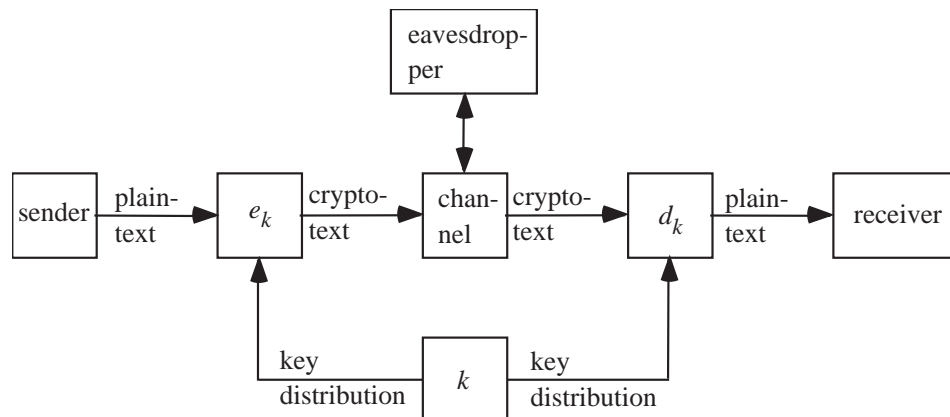 eavesdrop-
per
sender
plain-
text
e_k
crypto-
text
chan-
nel
crypto-
text
d_k
plain-
text
receiver
key
distribution
k
key
distribution